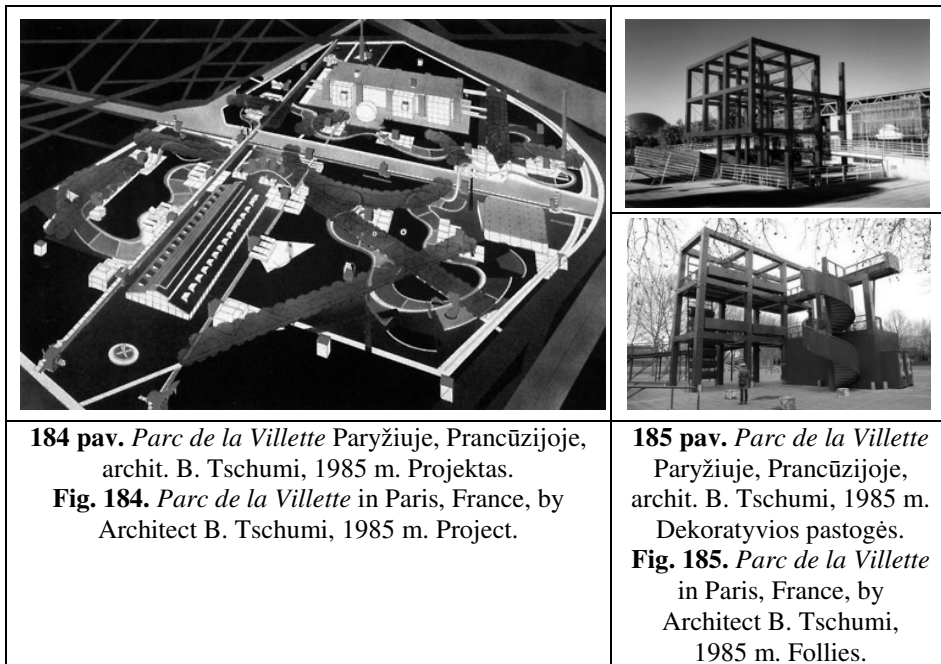 184 pav. Parc de la Villette Paryžiuje, Prancūzijoje,
archit. B. Tschumi, 1985 m. Projektas.
Fig. 184. Parc de la Villette in Paris, France, by
Architect B. Tschumi, 1985 m. Project.
185 pav. Parc de la Villette
Paryžiuje, Prancūzijoje,
archit. B. Tschumi, 1985 m.
Dekoratyvios pastogės.
Fig. 185. Parc de la Villette
in Paris, France, by
Architect B. Tschumi,
1985 m. Follies.